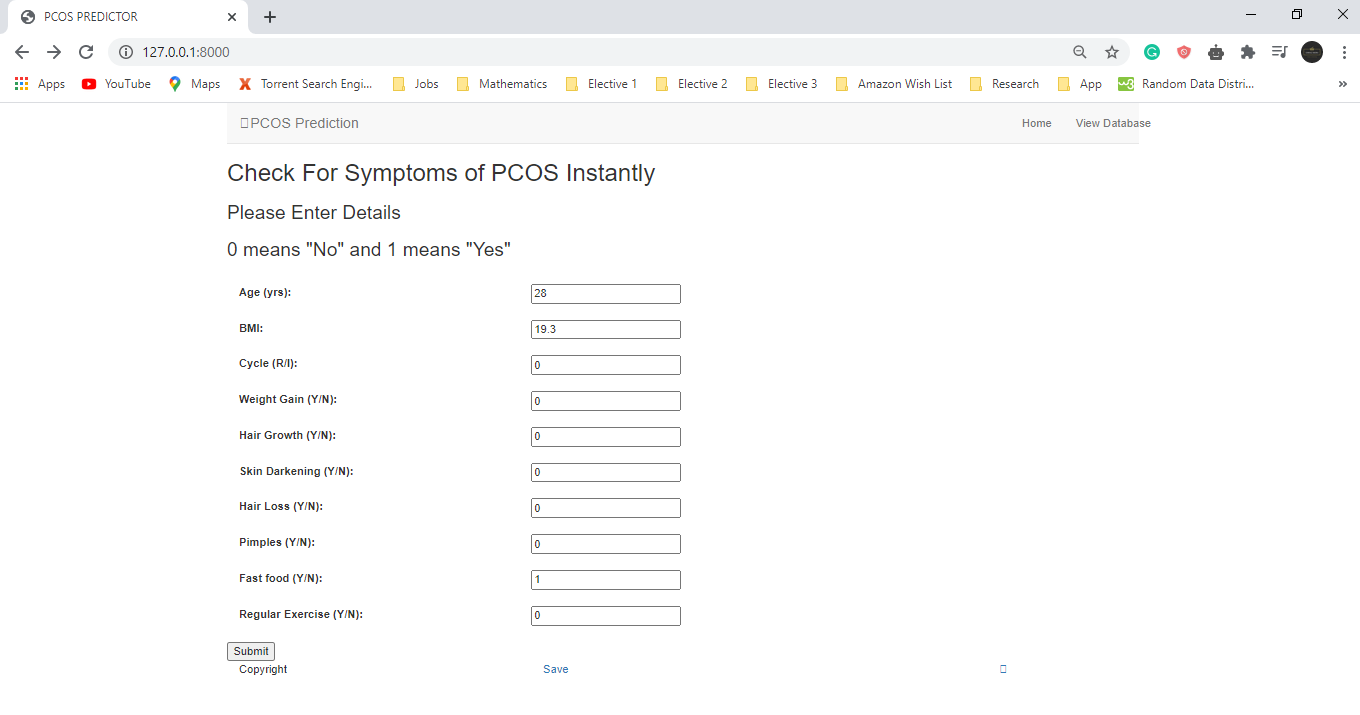 PCOS PREDICTOR
127.0.0.1:8000
Apps YouTube Maps Torrent Search Engi... Jobs Mathematics Elective 1 Elective 2 Elective 3 Amazon Wish List Research App Random Data Distri... »
PCOS Prediction Home View Database
Check For Symptoms of PCOS Instantly
Please Enter Details
0 means "No" and 1 means "Yes"
Age (yrs): 28
BMI: 19.3
Cycle (R/I): 0
Weight Gain (Y/N): 0
Hair Growth (Y/N): 0
Skin Darkening (Y/N): 0
Hair Loss (Y/N): 0
Pimples (Y/N): 0
Fast food (Y/N): 1
Regular Exercise (Y/N): 0
Submit
Copyright Save